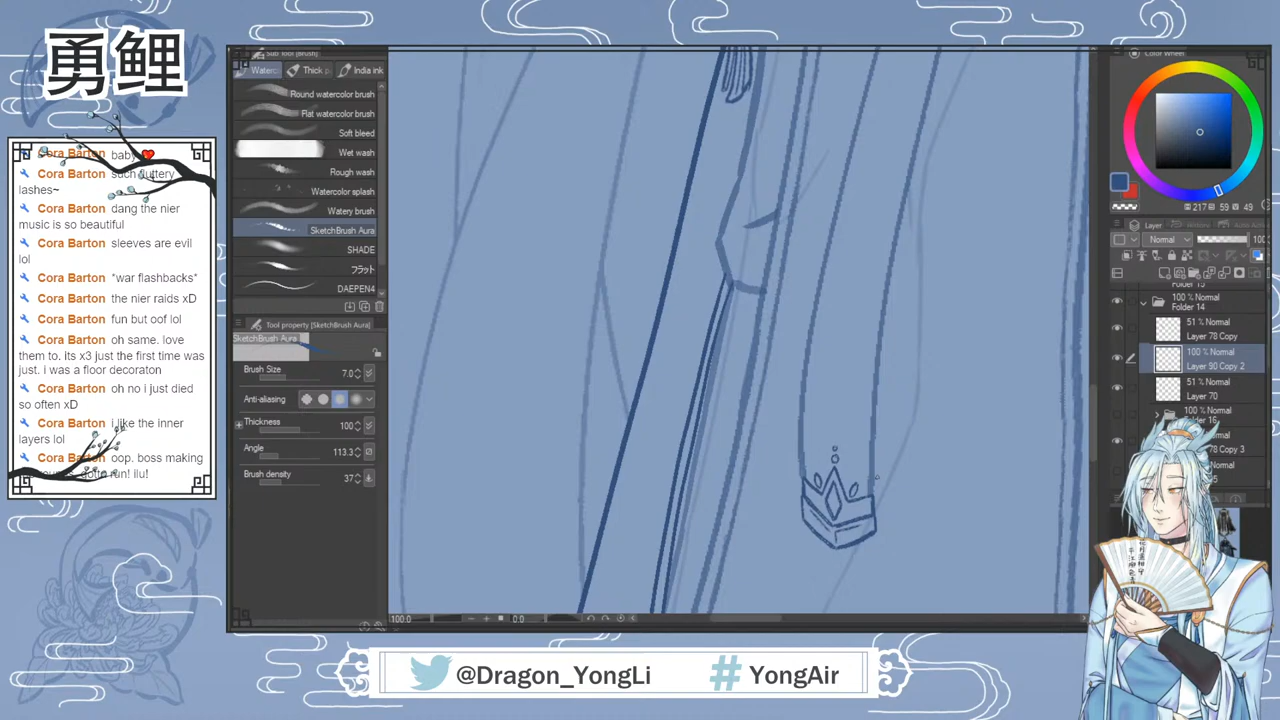 勇鲤
Cora Barton baby
Cora Barton such fluttery
lashes~
Cora Barton dang the nier
music is so beautiful
Cora Barton sleeves are evil
lol
Cora Barton *war flashbacks*
Cora Barton the nier raids xD
Cora Barton fun but oof lol
Cora Barton oh same. love
them to. its x3 just the first time was
just. i was a floor decoraton
Cora Barton oh no i just died
so often xD
Cora Barton i like the inner
layers lol
Cora Barton oop. boss making
run! ilu!
Sub Tool [Brush]
Waterc
Thick p
India ink
Round watercolor brush
Flat watercolor brush
Soft bleed
Wet wash
Rough wash
Watercolor splash
Watery brush
SketchBrush Aura
SHADE
フラット
DAEPEN4
Tool property [SketchBrush Aura]
SketchBrush Aura
Brush Size 7.0
Anti-aliasing
Thickness 100
Angle 113.3
Brush density 37
100.0
0.0
Color Wheel
217 59 49
Layer
Normal 100
Folder 15
100 % Normal
Folder 14
51 % Normal
Layer 78 Copy
100 % Normal
Layer 90 Copy 2
51 % Normal
Layer 70
100 % Normal
Normal
78 Copy 3
Normal
@Dragon_YongLi
# YongAir